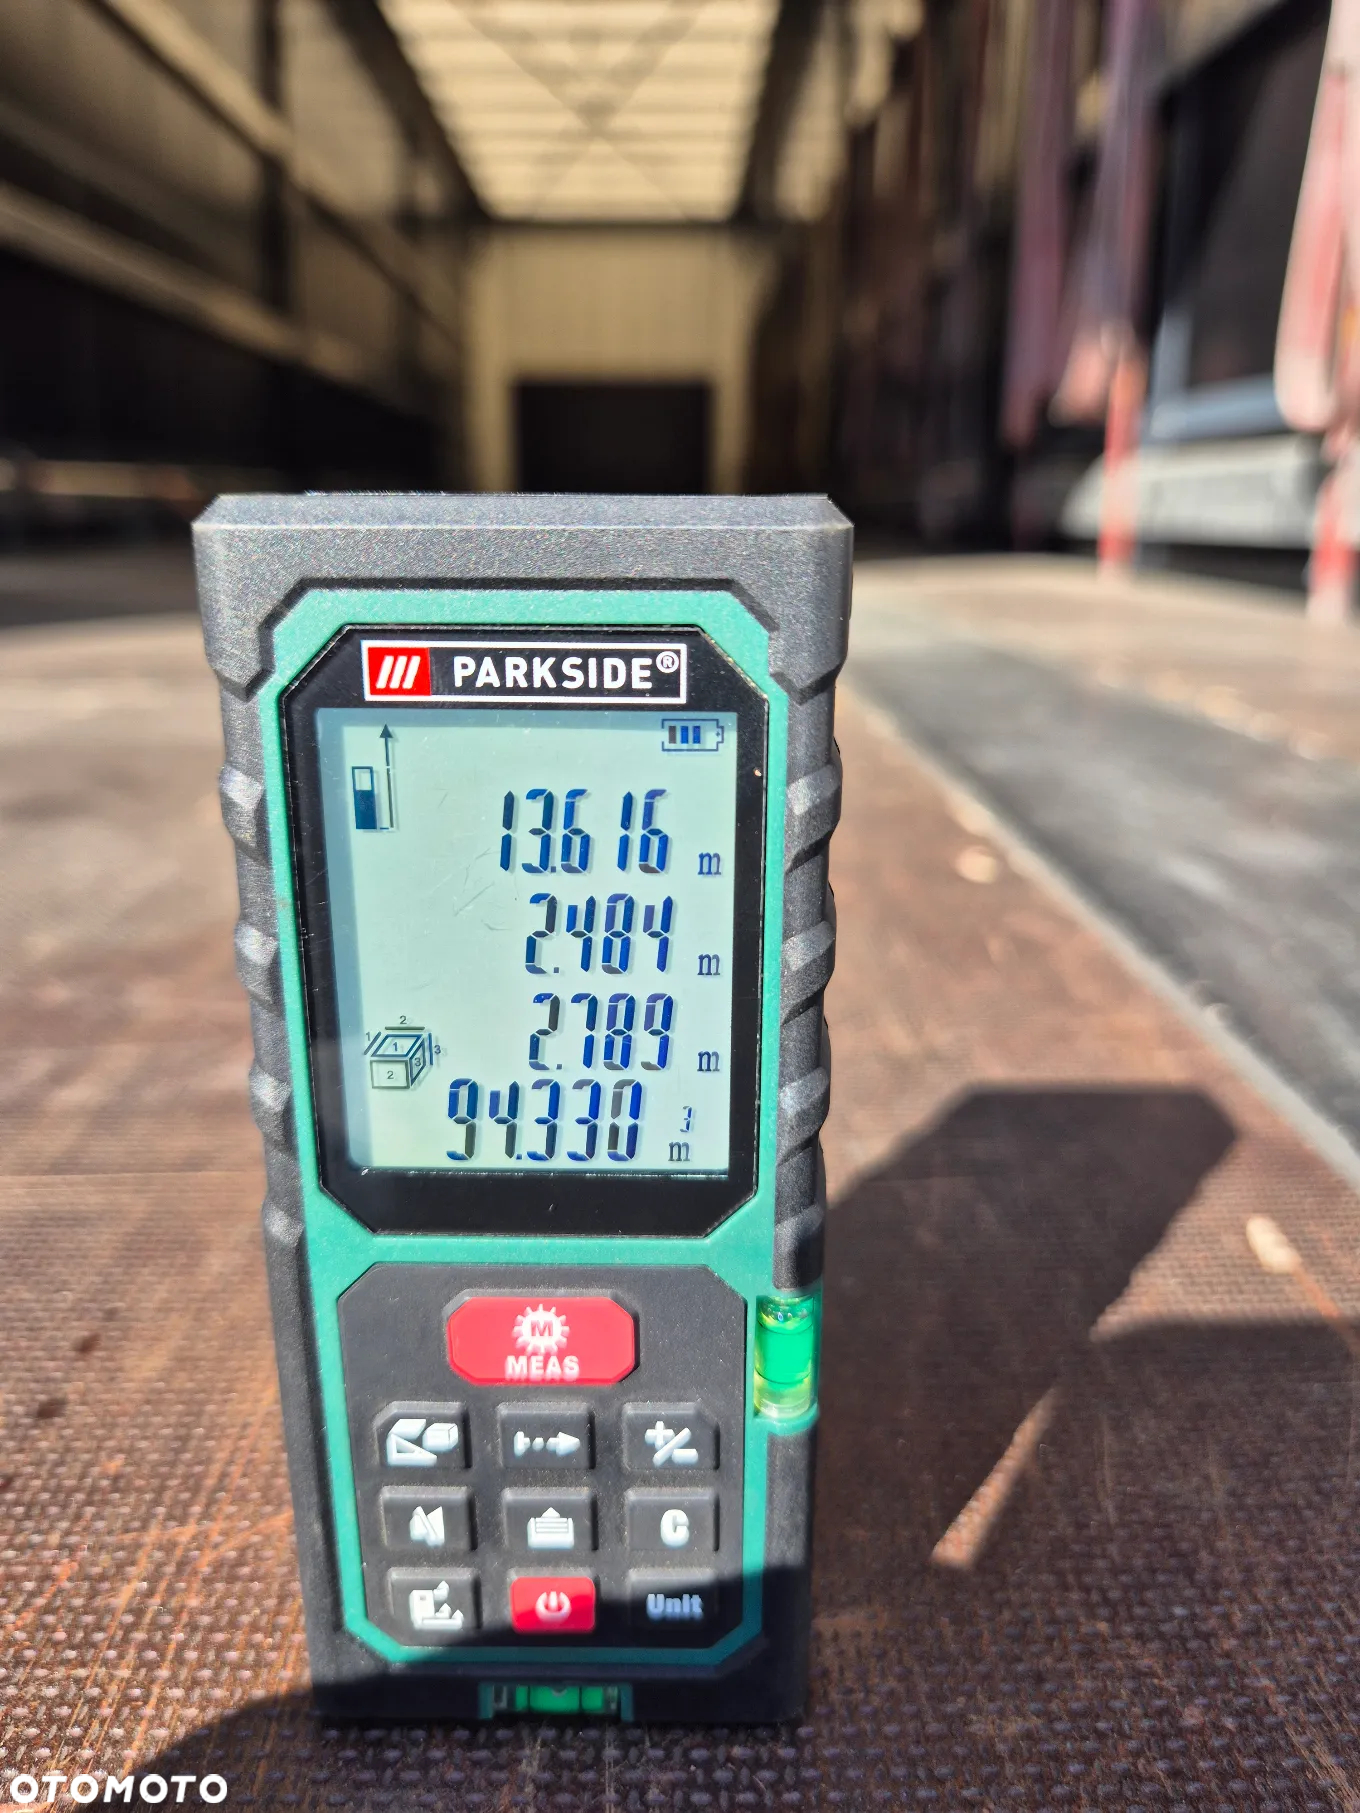 PARKSIDE®
13.616 m
2.484 m
2.789 m
94.330 m³
M
MEAS
C
Unit
OTOMOTO